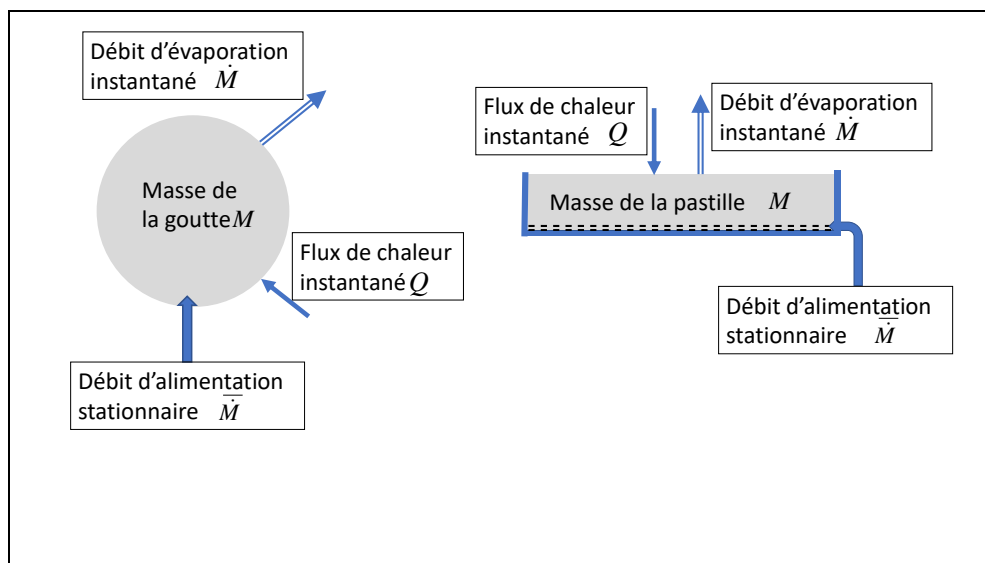 Débit d'évaporation
instantané Ṁ
Masse de
la goutte M
Flux de chaleur
instantané Q
Débit d'alimentation
stationnaire M̅̇
Flux de chaleur
instantané Q
Débit d'évaporation
instantané Ṁ
Masse de la pastille M
Débit d'alimentation
stationnaire M̅̇